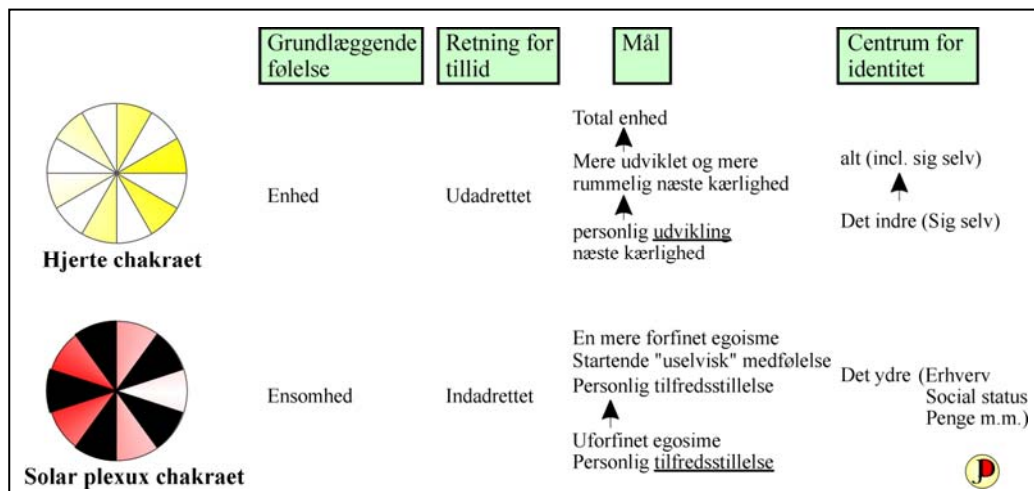 Grundlæggende
følelse
Retning for
tillid
Mål
Centrum for
identitet
Hjerte chakraet
Enhed
Udadrettet
Total enhed
Mere udviklet og mere
rummelig næste kærlighed
personlig udvikling
næste kærlighed
alt (incl. sig selv)
Det indre (Sig selv)
Solar plexux chakraet
Ensomhed
Indadrettet
En mere forfinet egoisme
Startende "uselvisk" medfølelse
Personlig tilfredsstillelse
Uforfinet egosime
Personlig tilfredsstillelse
Det ydre (Erhverv
Social status
Penge m.m.)
JP